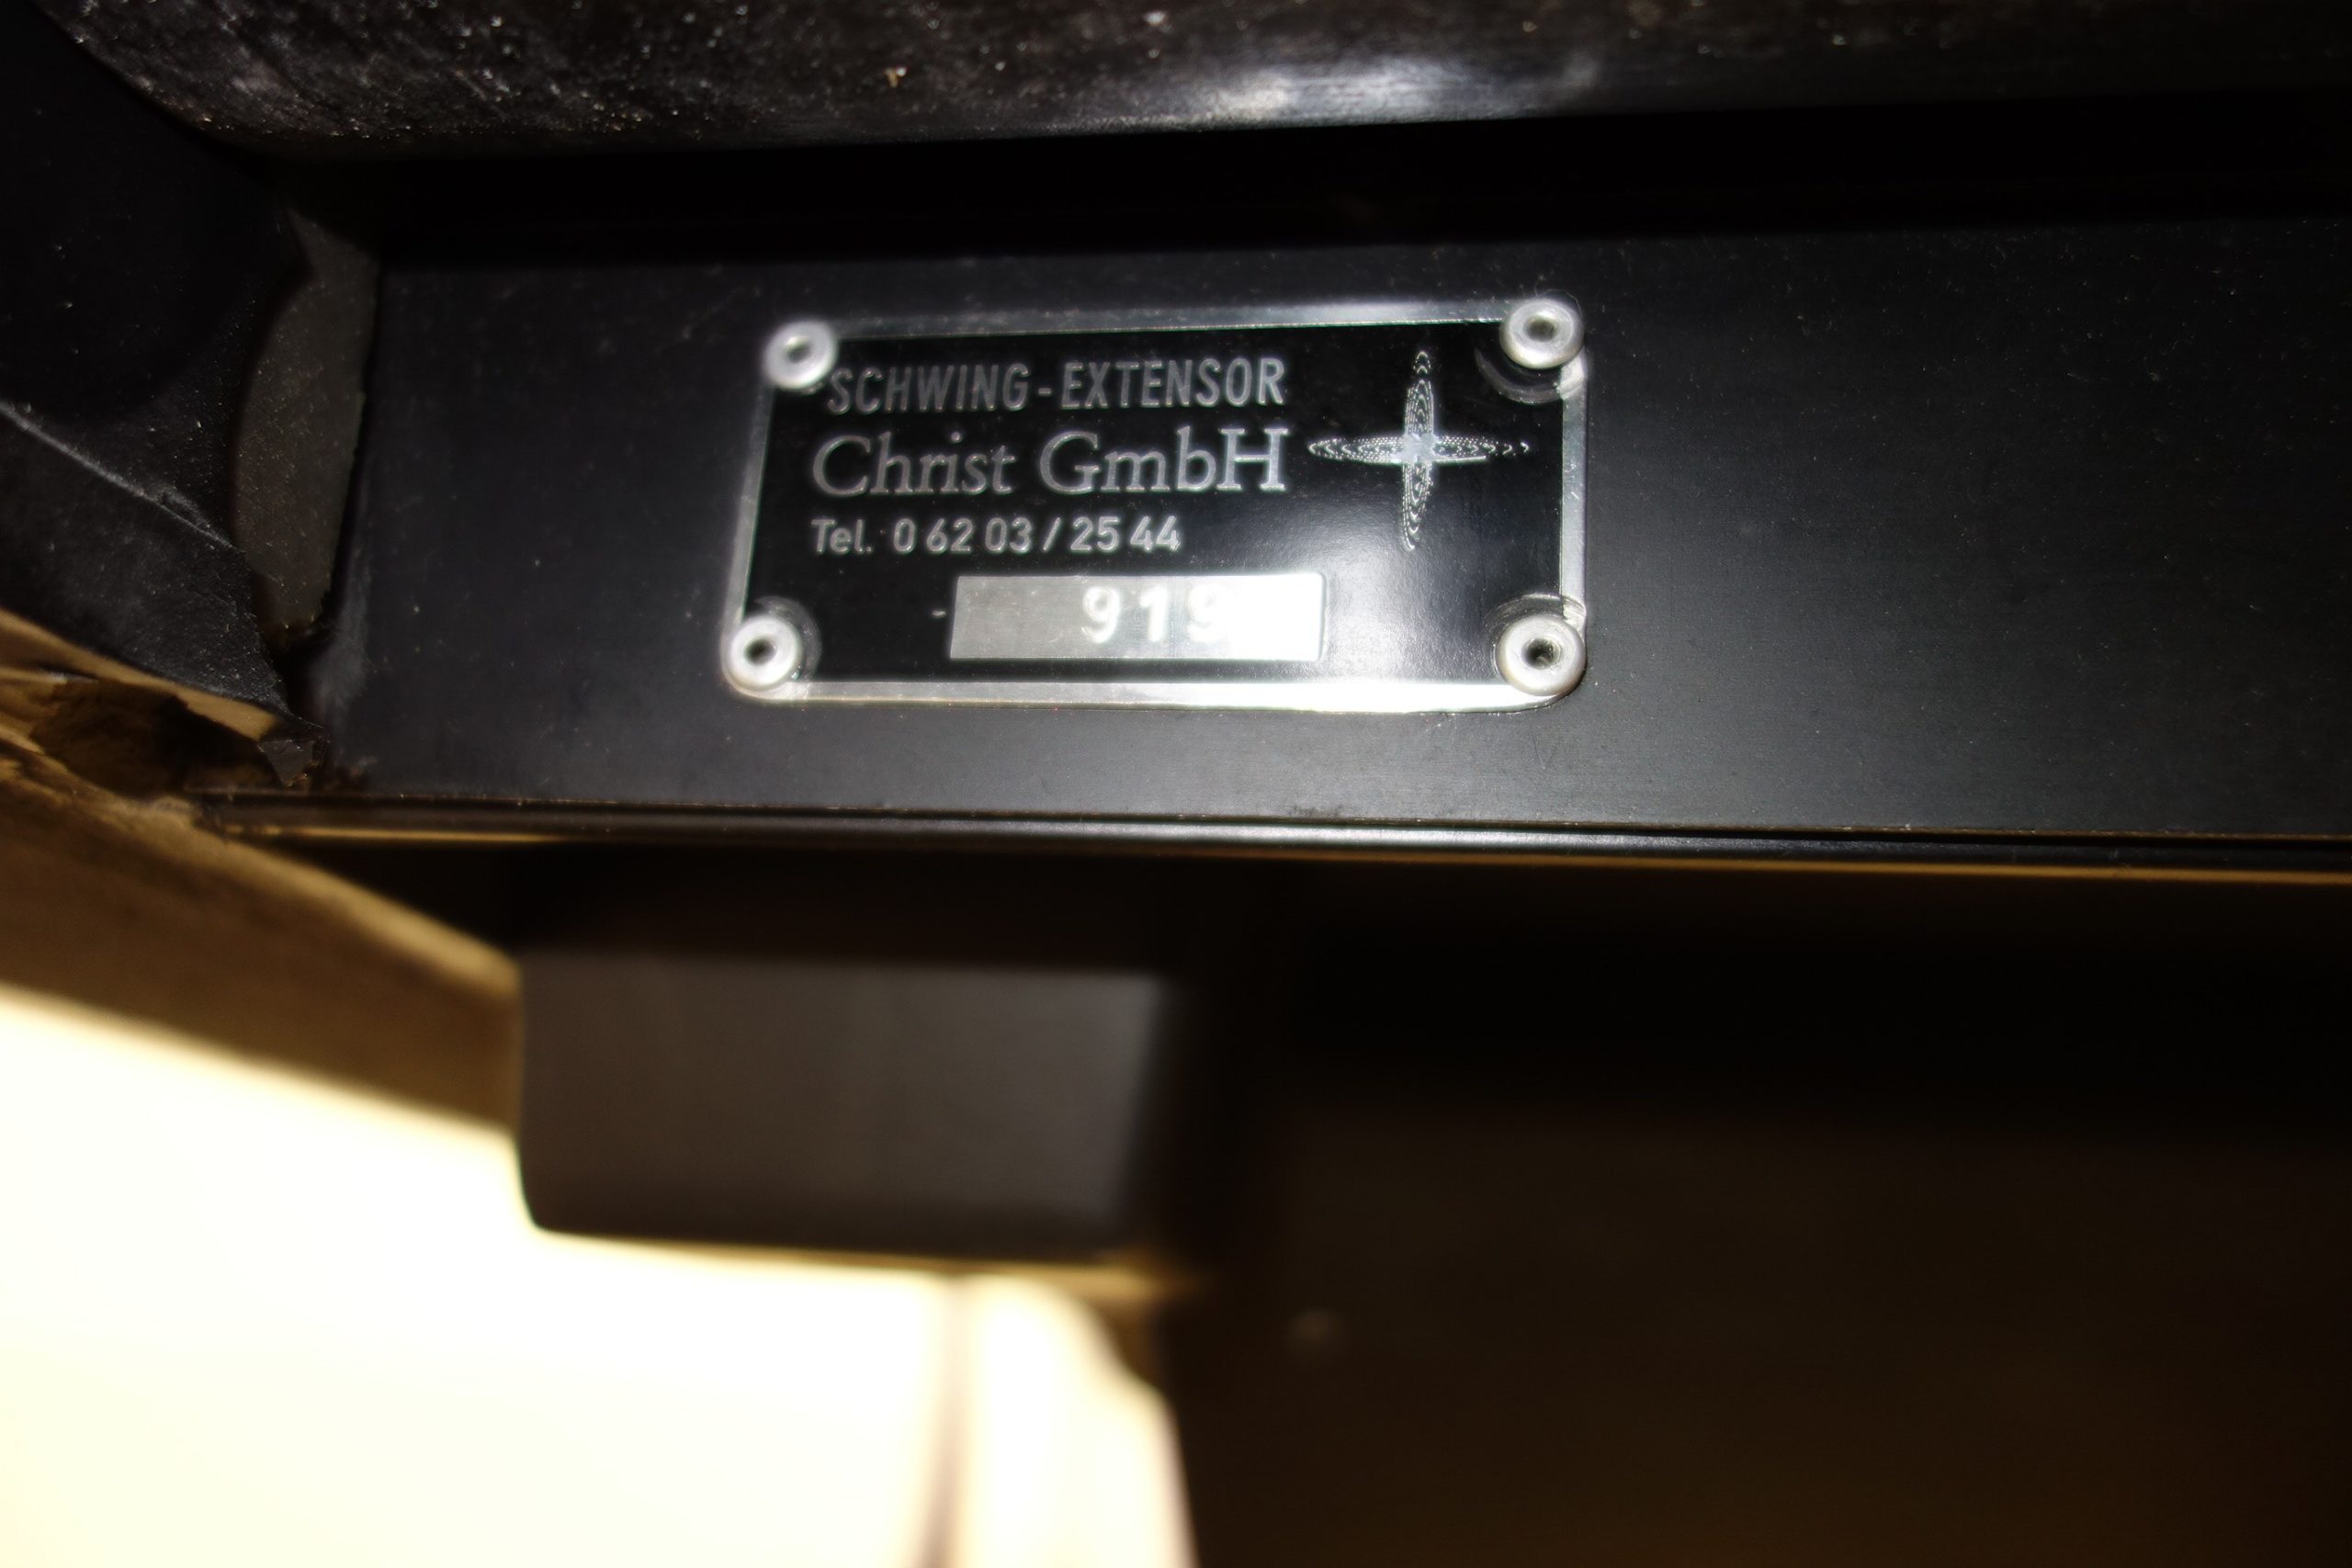 SCHWING-EXTENSOR
Christ GmbH
Tel. 0 62 03 / 25 44
919